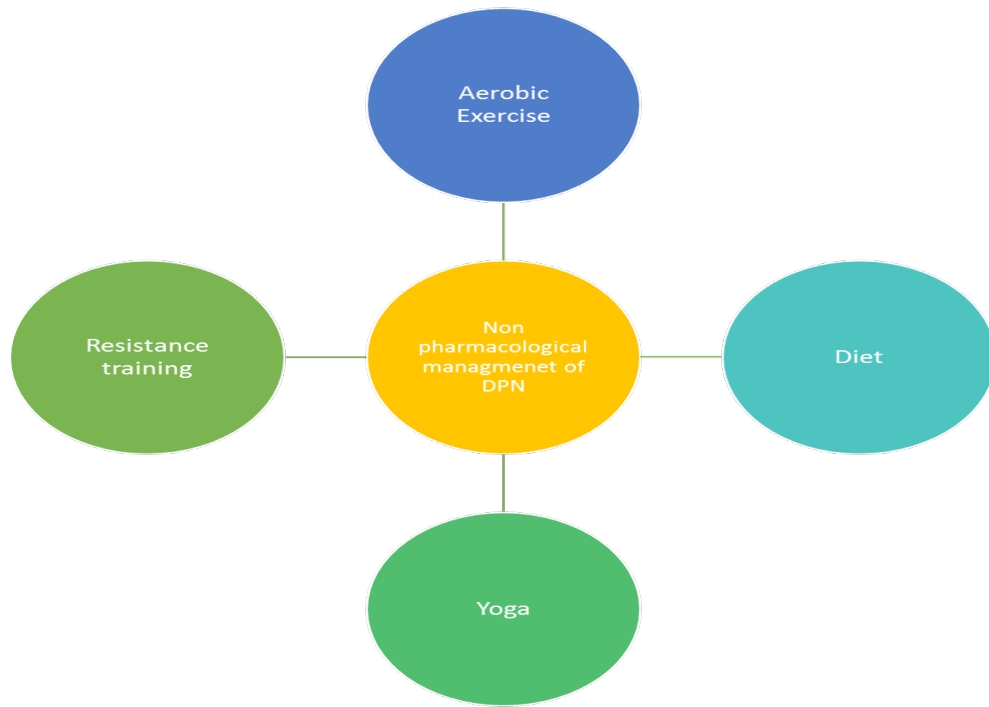 Aerobic
Exercise
Resistance
training
Non
pharmacological
managmenet of
DPN
Diet
Yoga